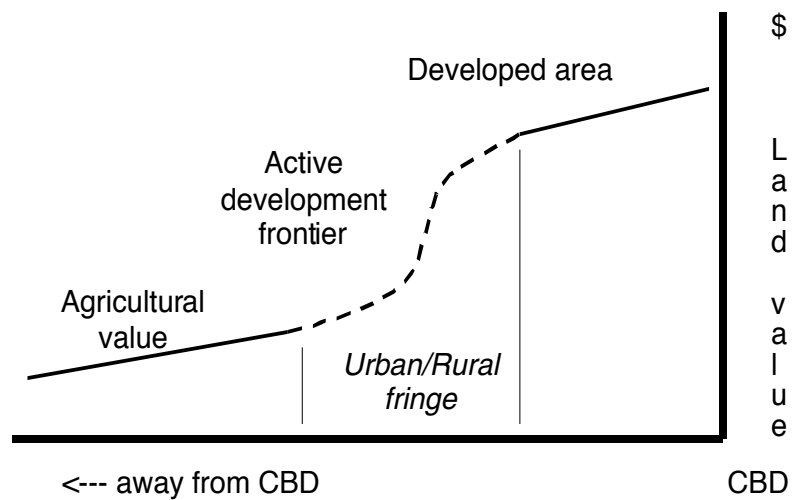 $
Developed area
Active
development
frontier
Land value
Agricultural
value
Urban/Rural
fringe
<--- away from CBD
CBD